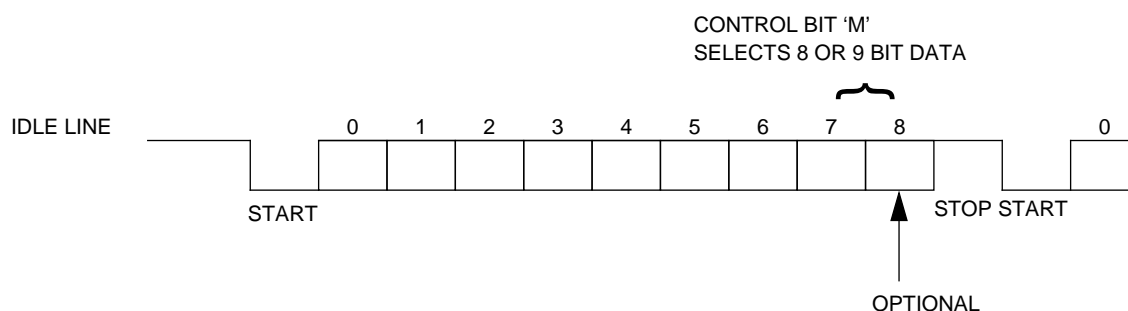 CONTROL BIT ‘M’
SELECTS 8 OR 9 BIT DATA
IDLE LINE 0 1 2 3 4 5 6 7 8 0
START STOP START
OPTIONAL